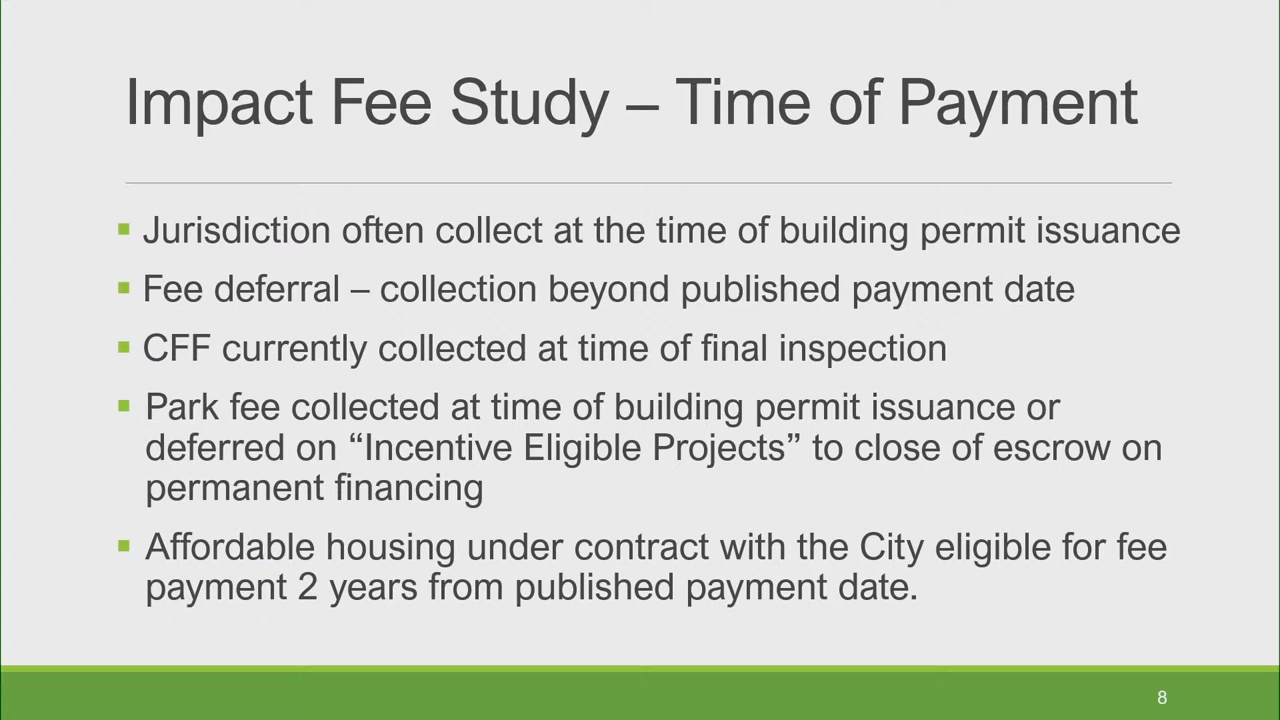 Impact Fee Study – Time of Payment
Jurisdiction often collect at the time of building permit issuance
Fee deferral – collection beyond published payment date
CFF currently collected at time of final inspection
Park fee collected at time of building permit issuance or
deferred on “Incentive Eligible Projects” to close of escrow on
permanent financing
Affordable housing under contract with the City eligible for fee
payment 2 years from published payment date.
8